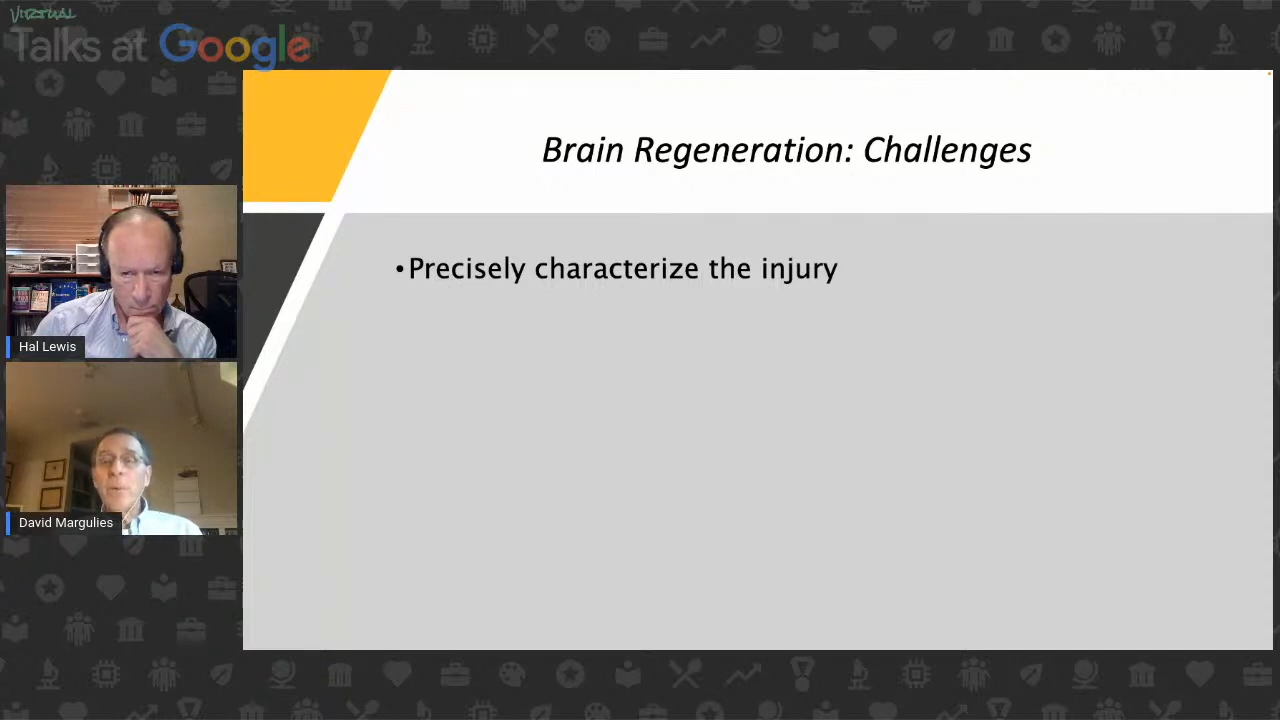 VIRTUAL
Talks at Google
Brain Regeneration: Challenges
•Precisely characterize the injury
Hal Lewis
David Margulies